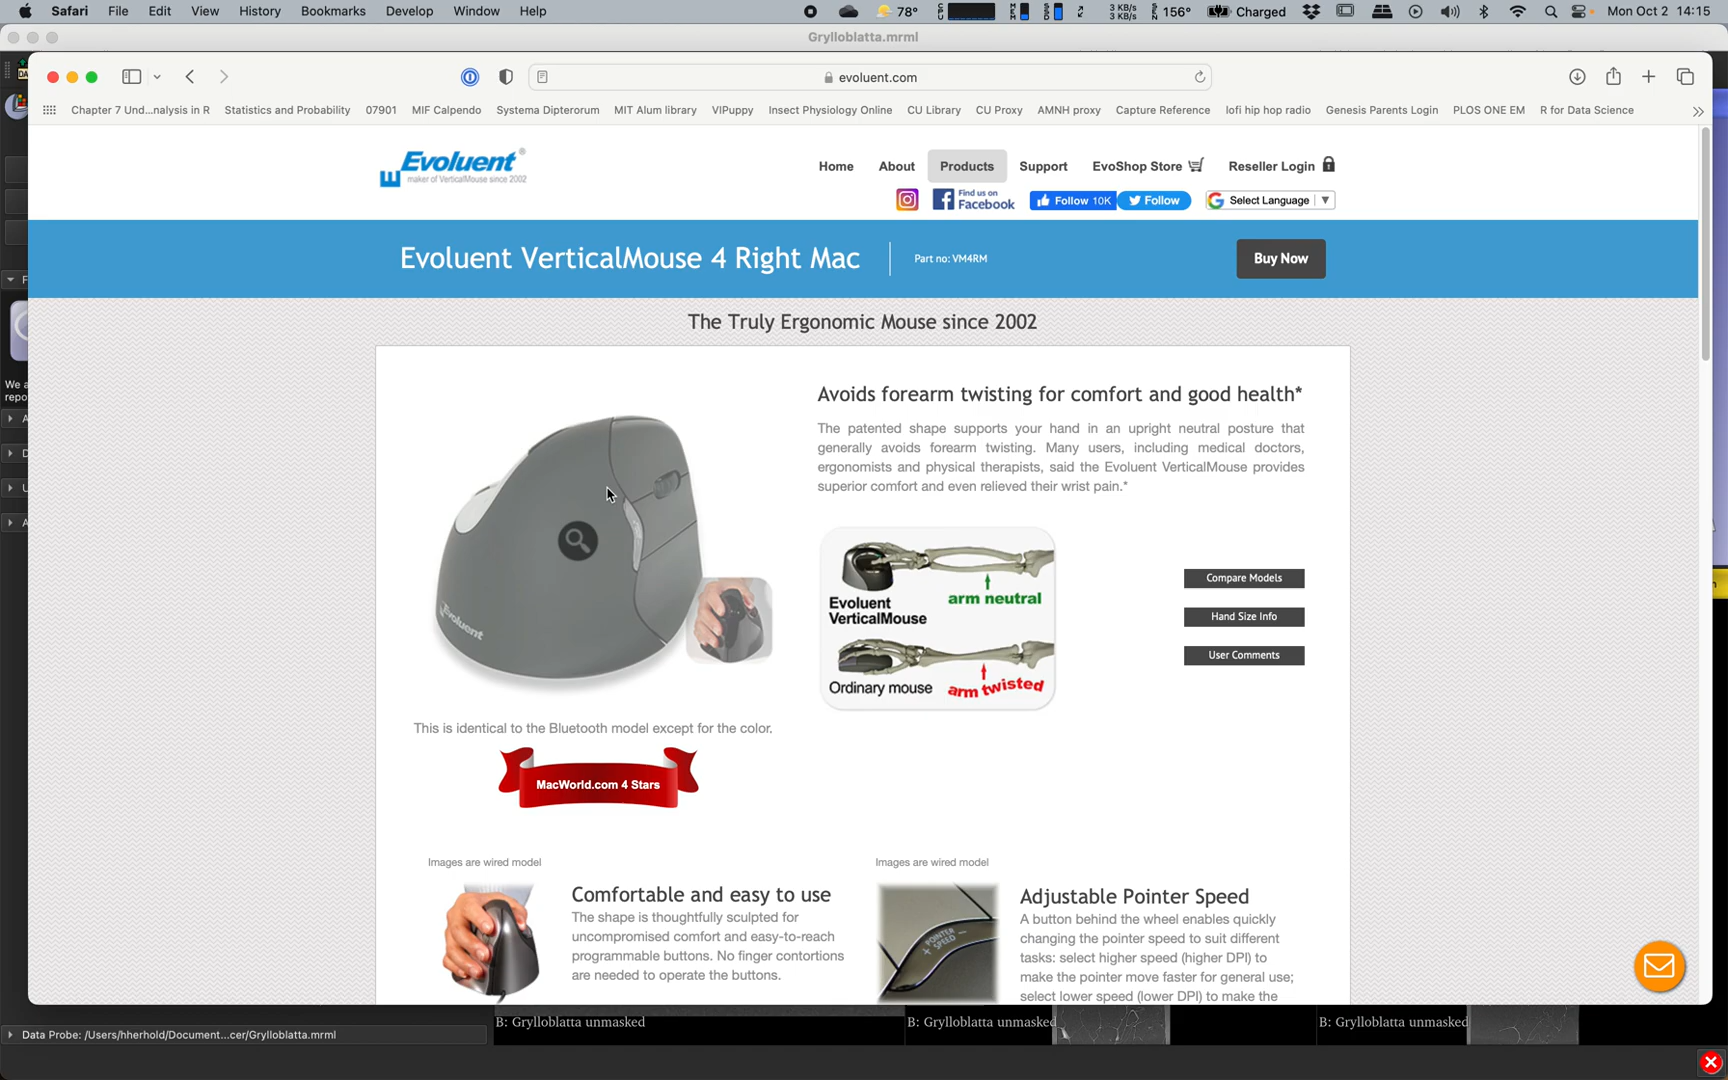 Safari File Edit View History Bookmarks Develop Window Help
78° 3 KB/s 3 KB/s 156° Charged Mon Oct 2 14:15
Grylloblatta.mrml
evoluent.com
Chapter 7 Und...nalysis in R Statistics and Probability 07901 MIF Calpendo Systema Dipterorum MIT Alum library VIPuppy Insect Physiology Online CU Library CU Proxy AMNH proxy Capture Reference lofi hip hop radio Genesis Parents Login PLOS ONE EM R for Data Science
Evoluent®
maker of VerticalMouse since 2002
Home About Products Support EvoShop Store Reseller Login
Find us on
Facebook
Follow 10K Follow Select Language
Evoluent VerticalMouse 4 Right Mac Part no: VM4RM Buy Now
The Truly Ergonomic Mouse since 2002
Avoids forearm twisting for comfort and good health*
The patented shape supports your hand in an upright neutral posture that
generally avoids forearm twisting. Many users, including medical doctors,
ergonomists and physical therapists, said the Evoluent VerticalMouse provides
superior comfort and even relieved their wrist pain.*
Evoluent
Evoluent
VerticalMouse
arm neutral
Ordinary mouse
arm twisted
Compare Models
Hand Size Info
User Comments
This is identical to the Bluetooth model except for the color.
MacWorld.com 4 Stars
Images are wired model
Comfortable and easy to use
The shape is thoughtfully sculpted for
uncompromised comfort and easy-to-reach
programmable buttons. No finger contortions
are needed to operate the buttons.
Images are wired model
+ POINTER SPEED −
Adjustable Pointer Speed
A button behind the wheel enables quickly
changing the pointer speed to suit different
tasks: select higher speed (higher DPI) to
make the pointer move faster for general use;
select lower speed (lower DPI) to make the
We a
repo
B: Grylloblatta unmasked
B: Grylloblatta unmasked
B: Grylloblatta unmasked
Data Probe: /Users/hherhold/Document...cer/Grylloblatta.mrml